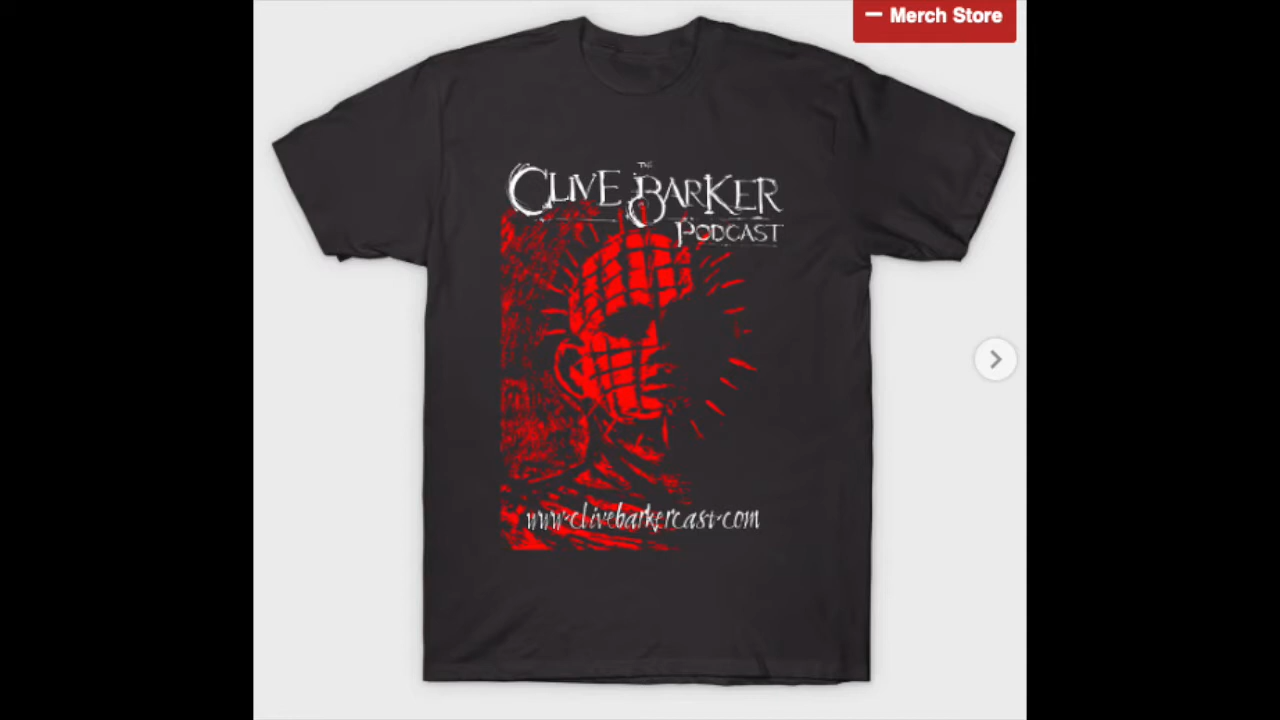 — Merch Store
THE
CLIVE BARKER
PODCAST
www.clivebarkercast.com